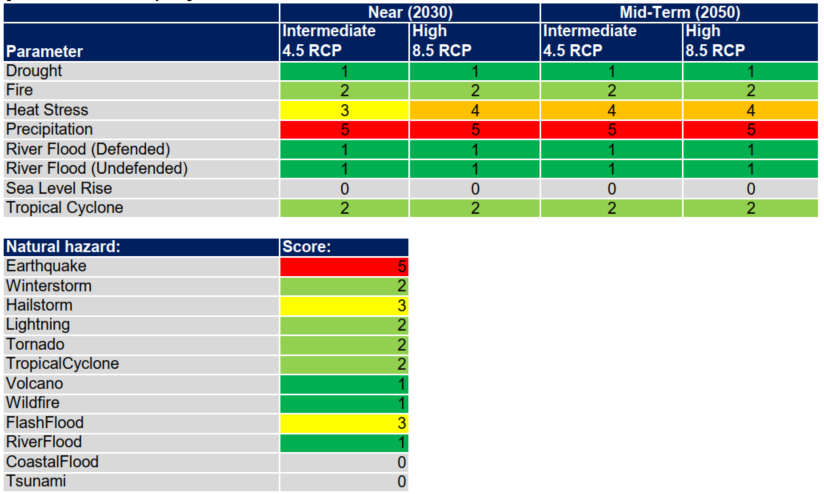 Near (2030) Mid-Term (2050)
Intermediate High Intermediate High
Parameter 4.5 RCP 8.5 RCP 4.5 RCP 8.5 RCP
Drought 1 1 1 1
Fire 2 2 2 2
Heat Stress 3 4 4 4
Precipitation 5 5 5 5
River Flood (Defended) 1 1 1 1
River Flood (Undefended) 1 1 1 1
Sea Level Rise 0 0 0 0
Tropical Cyclone 2 2 2 2
Natural hazard: Score:
Earthquake 5
Winterstorm 2
Hailstorm 3
Lightning 2
Tornado 2
TropicalCyclone 2
Volcano 1
Wildfire 1
FlashFlood 3
RiverFlood 1
CoastalFlood 0
Tsunami 0